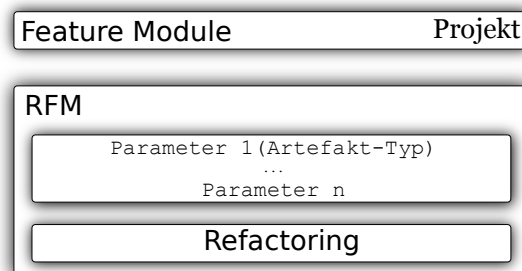 Feature Module Projekt
RFM
Parameter 1(Artefakt-Typ)
...
Parameter n
Refactoring